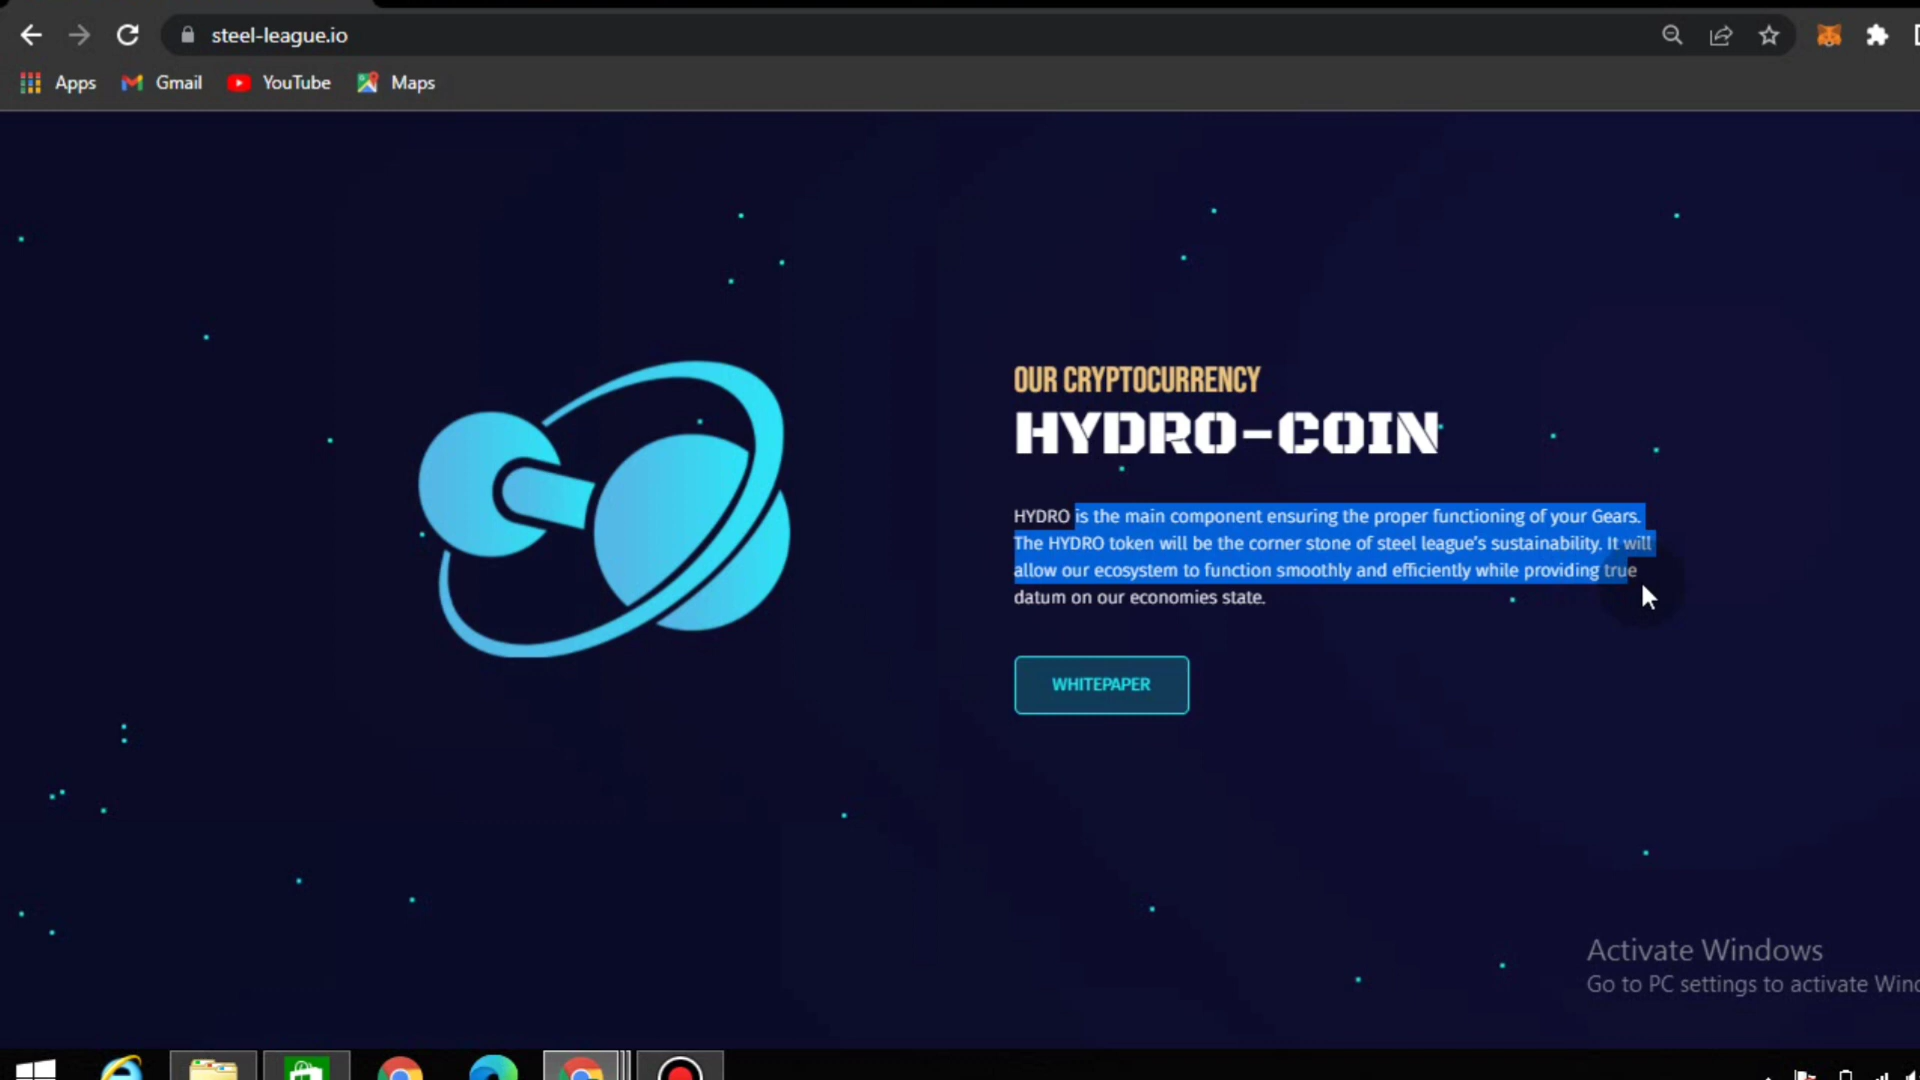 steel-league.io
Apps Gmail YouTube Maps
OUR CRYPTOCURRENCY
HYDRO-COIN
HYDRO is the main component ensuring the proper functioning of your Gears.
The HYDRO token will be the corner stone of steel league's sustainability. It will
allow our ecosystem to function smoothly and efficiently while providing true
datum on our economies state.
WHITEPAPER
Activate Windows
Go to PC settings to activate Winc